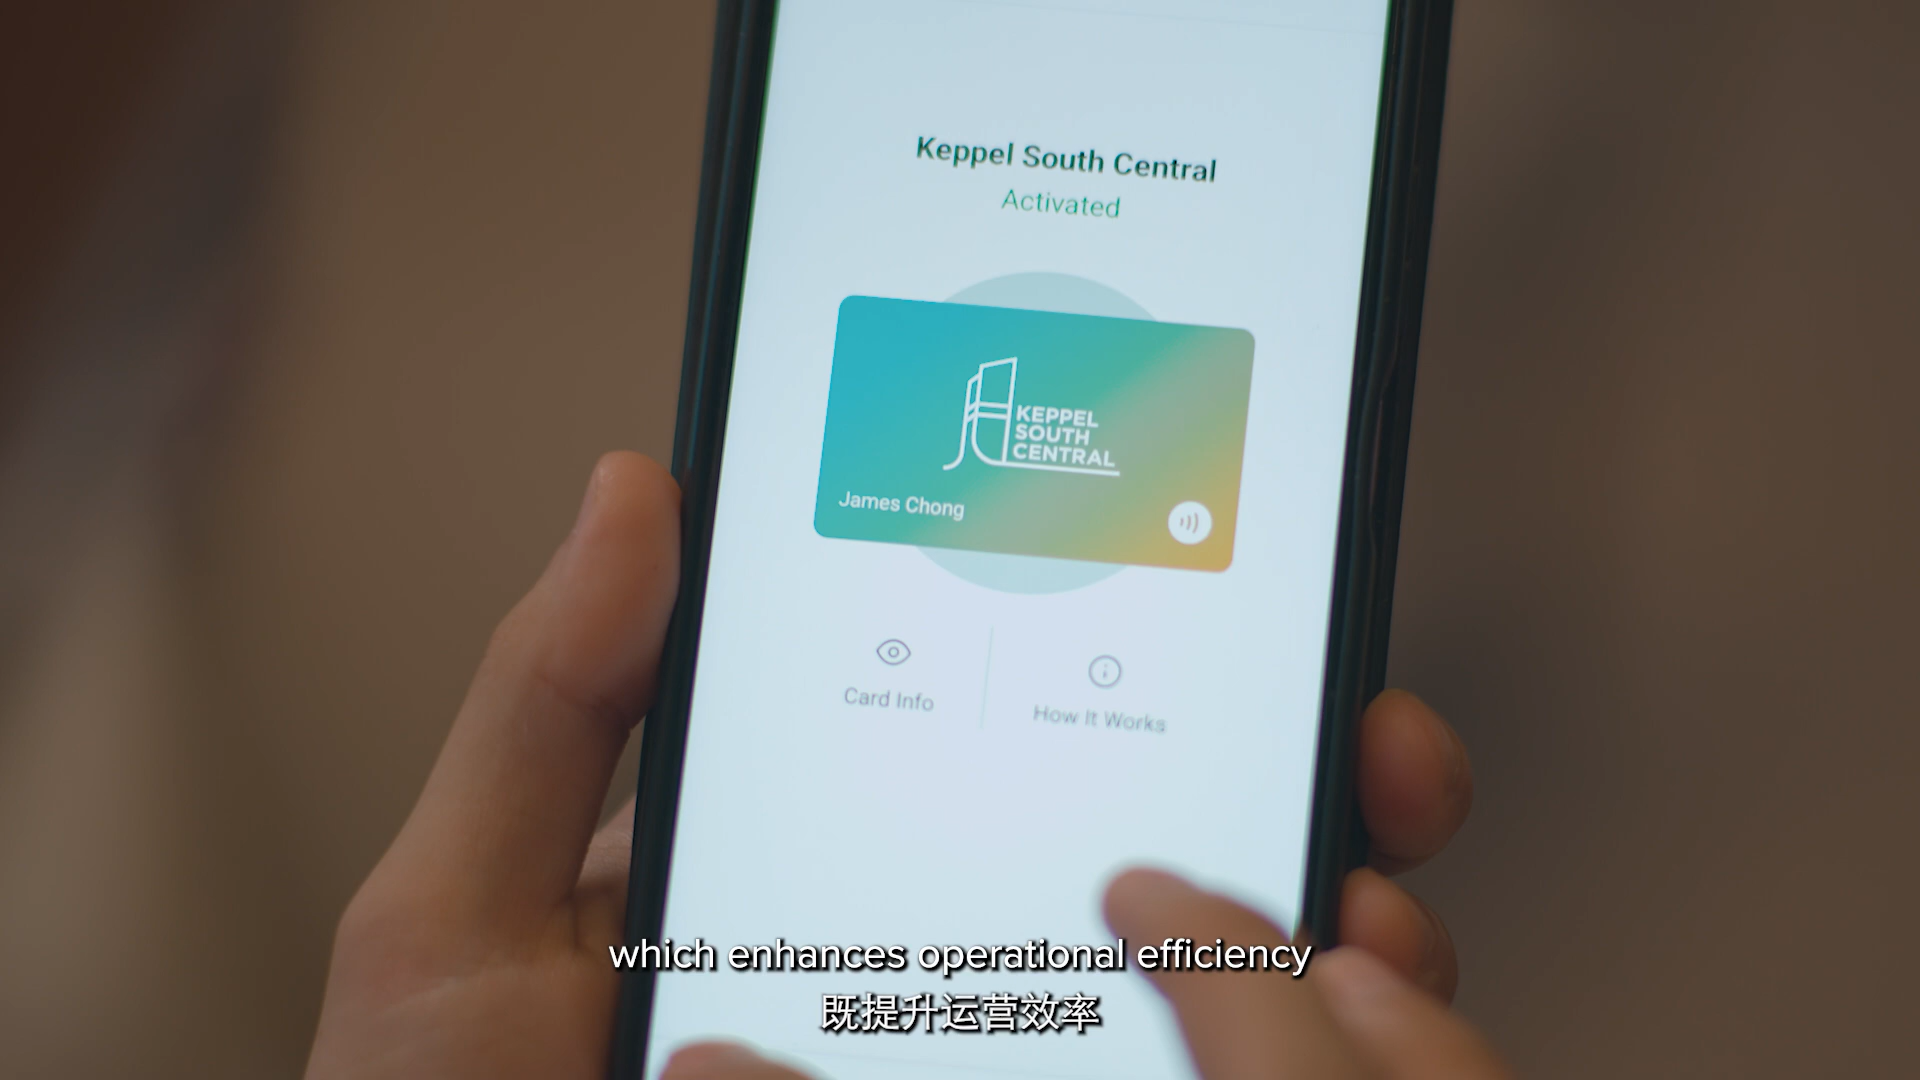 Keppel South Central
Activated
KEPPEL
SOUTH
CENTRAL
James Chong
Card Info
How It Works
which enhances operational efficiency
既提升运营效率